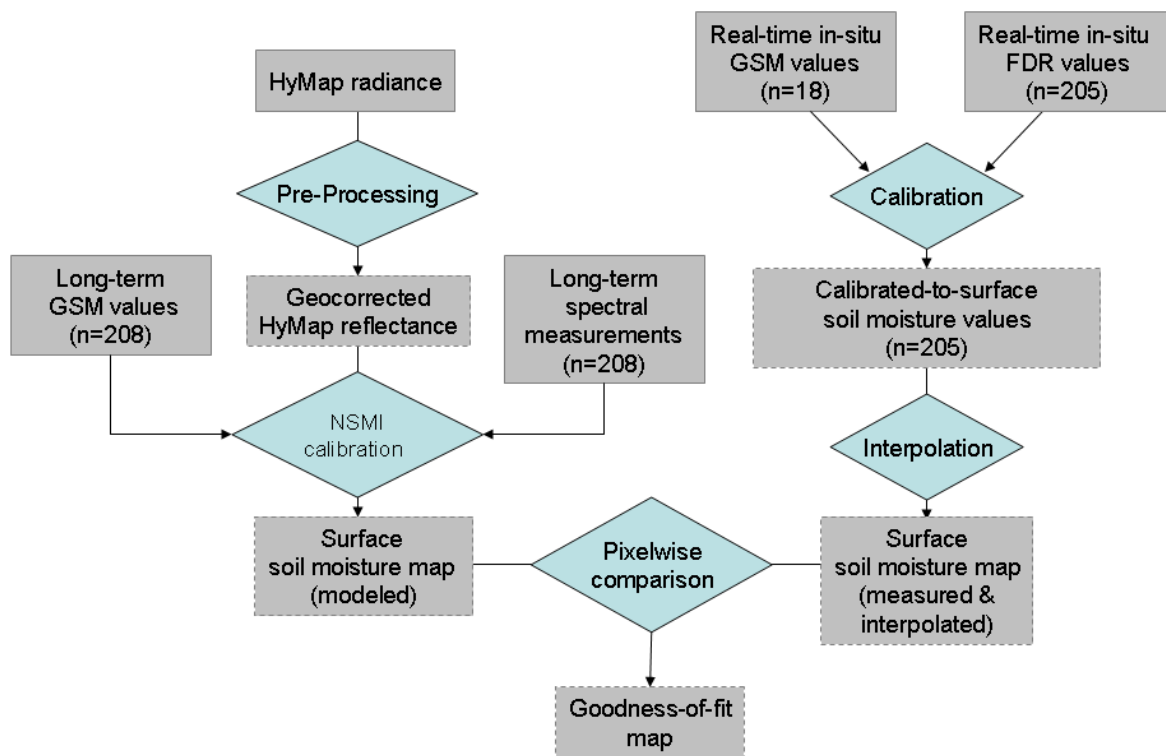 HyMap radiance
Real-time in-situ
GSM values
(n=18)
Real-time in-situ
FDR values
(n=205)
Pre-Processing
Calibration
Long-term
GSM values
(n=208)
Geocorrected
HyMap reflectance
Long-term
spectral
measurements
(n=208)
Calibrated-to-surface
soil moisture values
(n=205)
NSMI
calibration
Interpolation
Surface
soil moisture map
(modeled)
Pixelwise
comparison
Surface
soil moisture map
(measured &
interpolated)
Goodness-of-fit
map